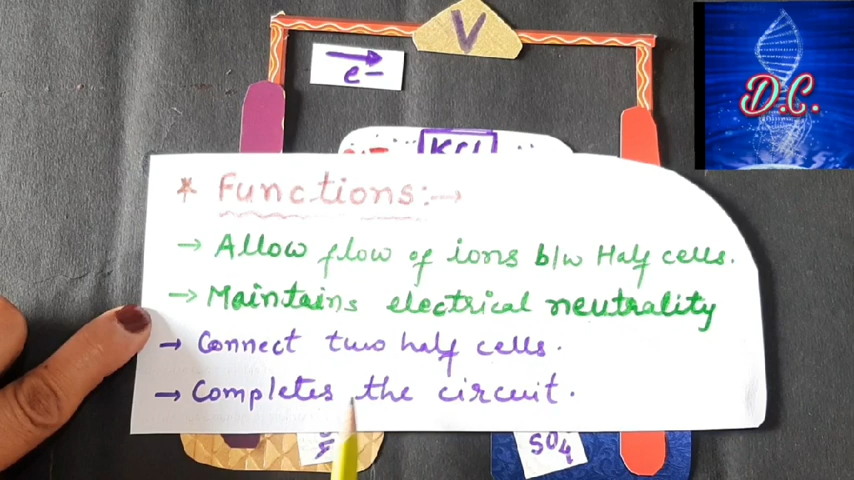 V
e-
D.C.
KCl
* Functions:→
→ Allow flow of ions b/w Half cells.
→ Maintains electrical neutrality
→ Connect two half cells.
→ Completes the circuit.
SO4